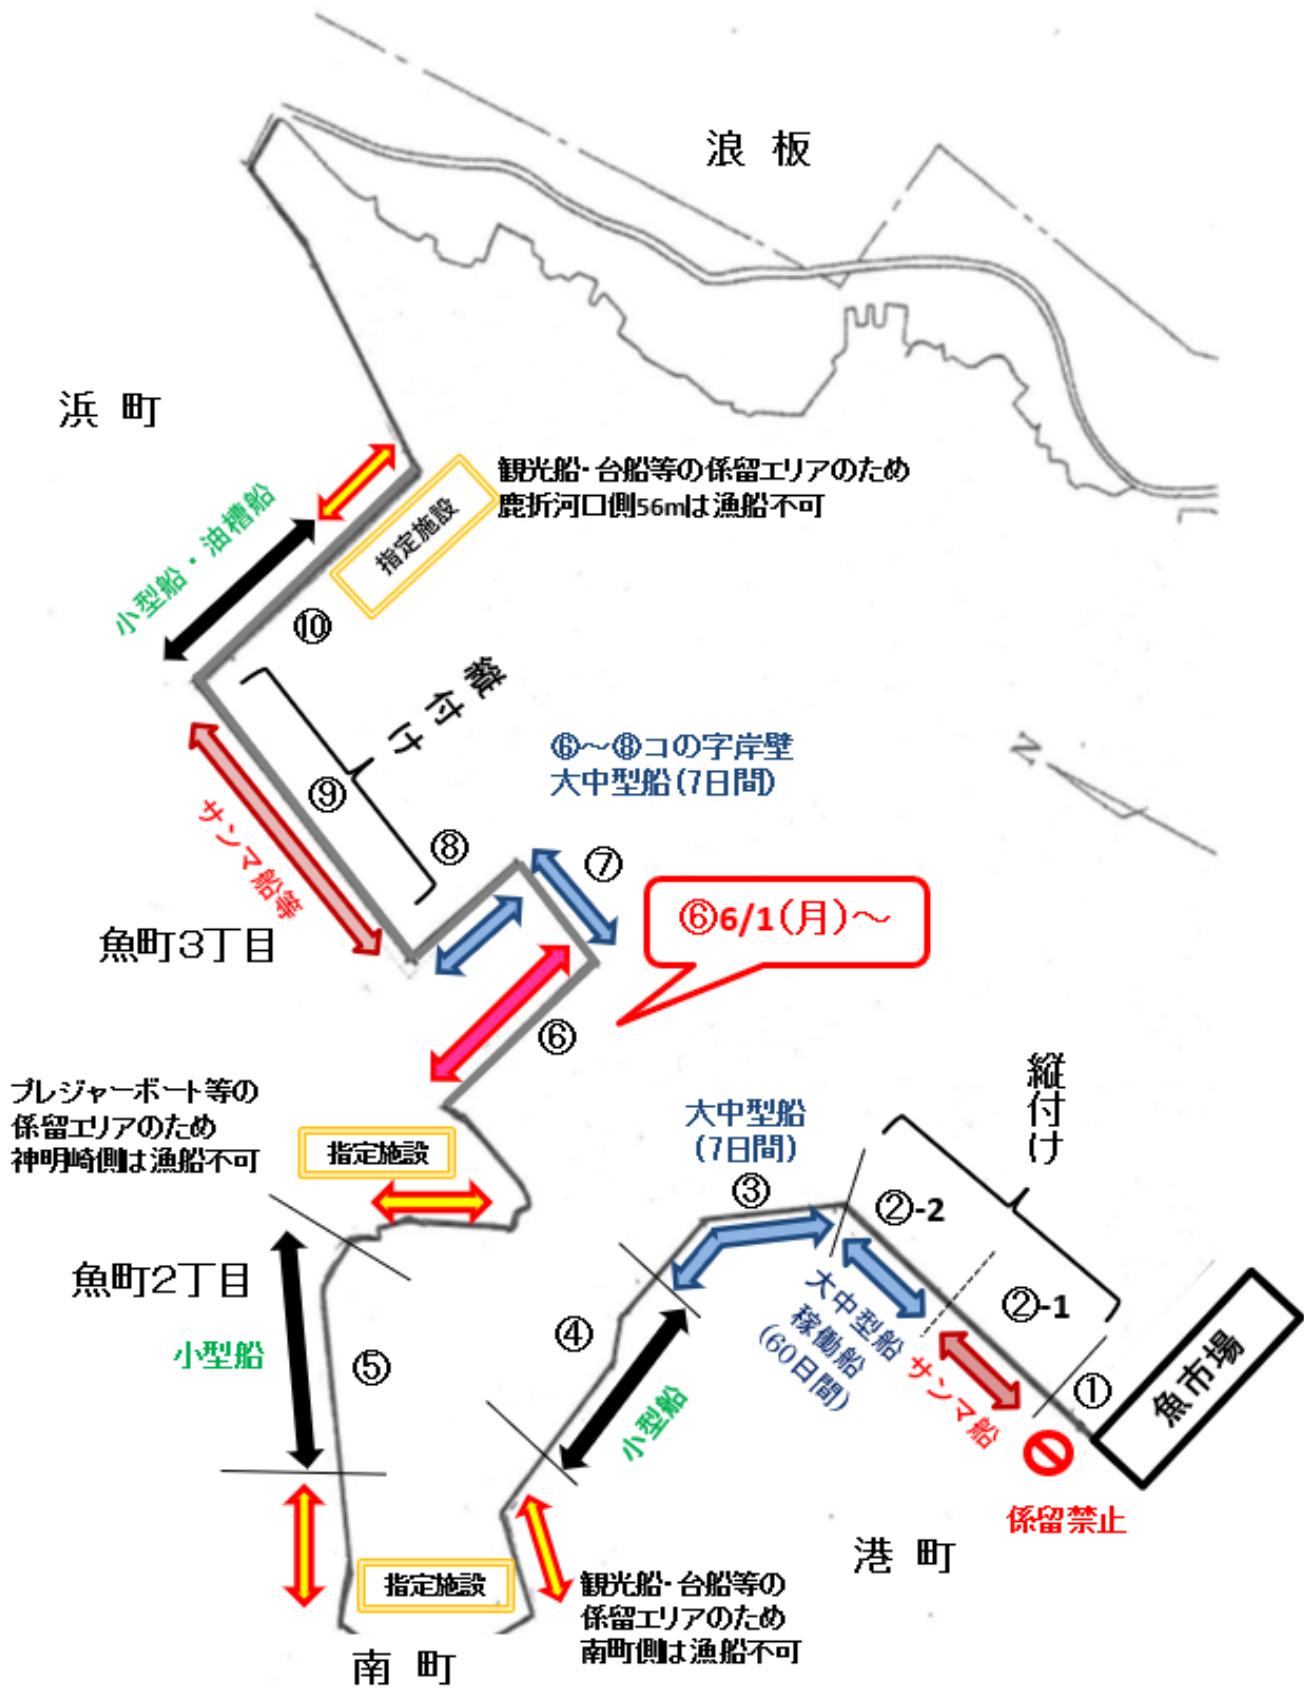 浪 板
浜 町
観光船・台船等の係留エリアのため
鹿折河口側56mは漁船不可
指定施設
小型船・油槽船
⑩
縦付け
⑥～⑧コの字岸壁
大中型船(7日間)
⑨
サンマ船等
⑧
⑦
⑥6/1(月)～
魚町3丁目
⑥
N
プレジャーボート等の
係留エリアのため
神明崎側は漁船不可
指定施設
大中型船
(7日間)
③
縦付け
②-2
②-1
①
魚市場
魚町2丁目
小型船
⑤
④
小型船
大中型船
稼働船
(60日間)
サンマ船
係留禁止
港 町
指定施設
観光船・台船等の
係留エリアのため
南町側は漁船不可
南 町